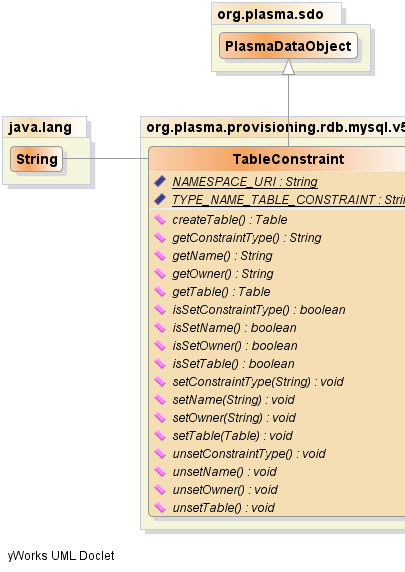 org.plasma.sdo
PlasmaDataObject
java.lang
String
org.plasma.provisioning.rdb.mysql.v5
TableConstraint
NAMESPACE_URI : String
TYPE_NAME_TABLE_CONSTRAINT : Strin
createTable() : Table
getConstraintType() : String
getName() : String
getOwner() : String
getTable() : Table
isSetConstraintType() : boolean
isSetName() : boolean
isSetOwner() : boolean
isSetTable() : boolean
setConstraintType(String) : void
setName(String) : void
setOwner(String) : void
setTable(Table) : void
unsetConstraintType() : void
unsetName() : void
unsetOwner() : void
unsetTable() : void
yWorks UML Doclet